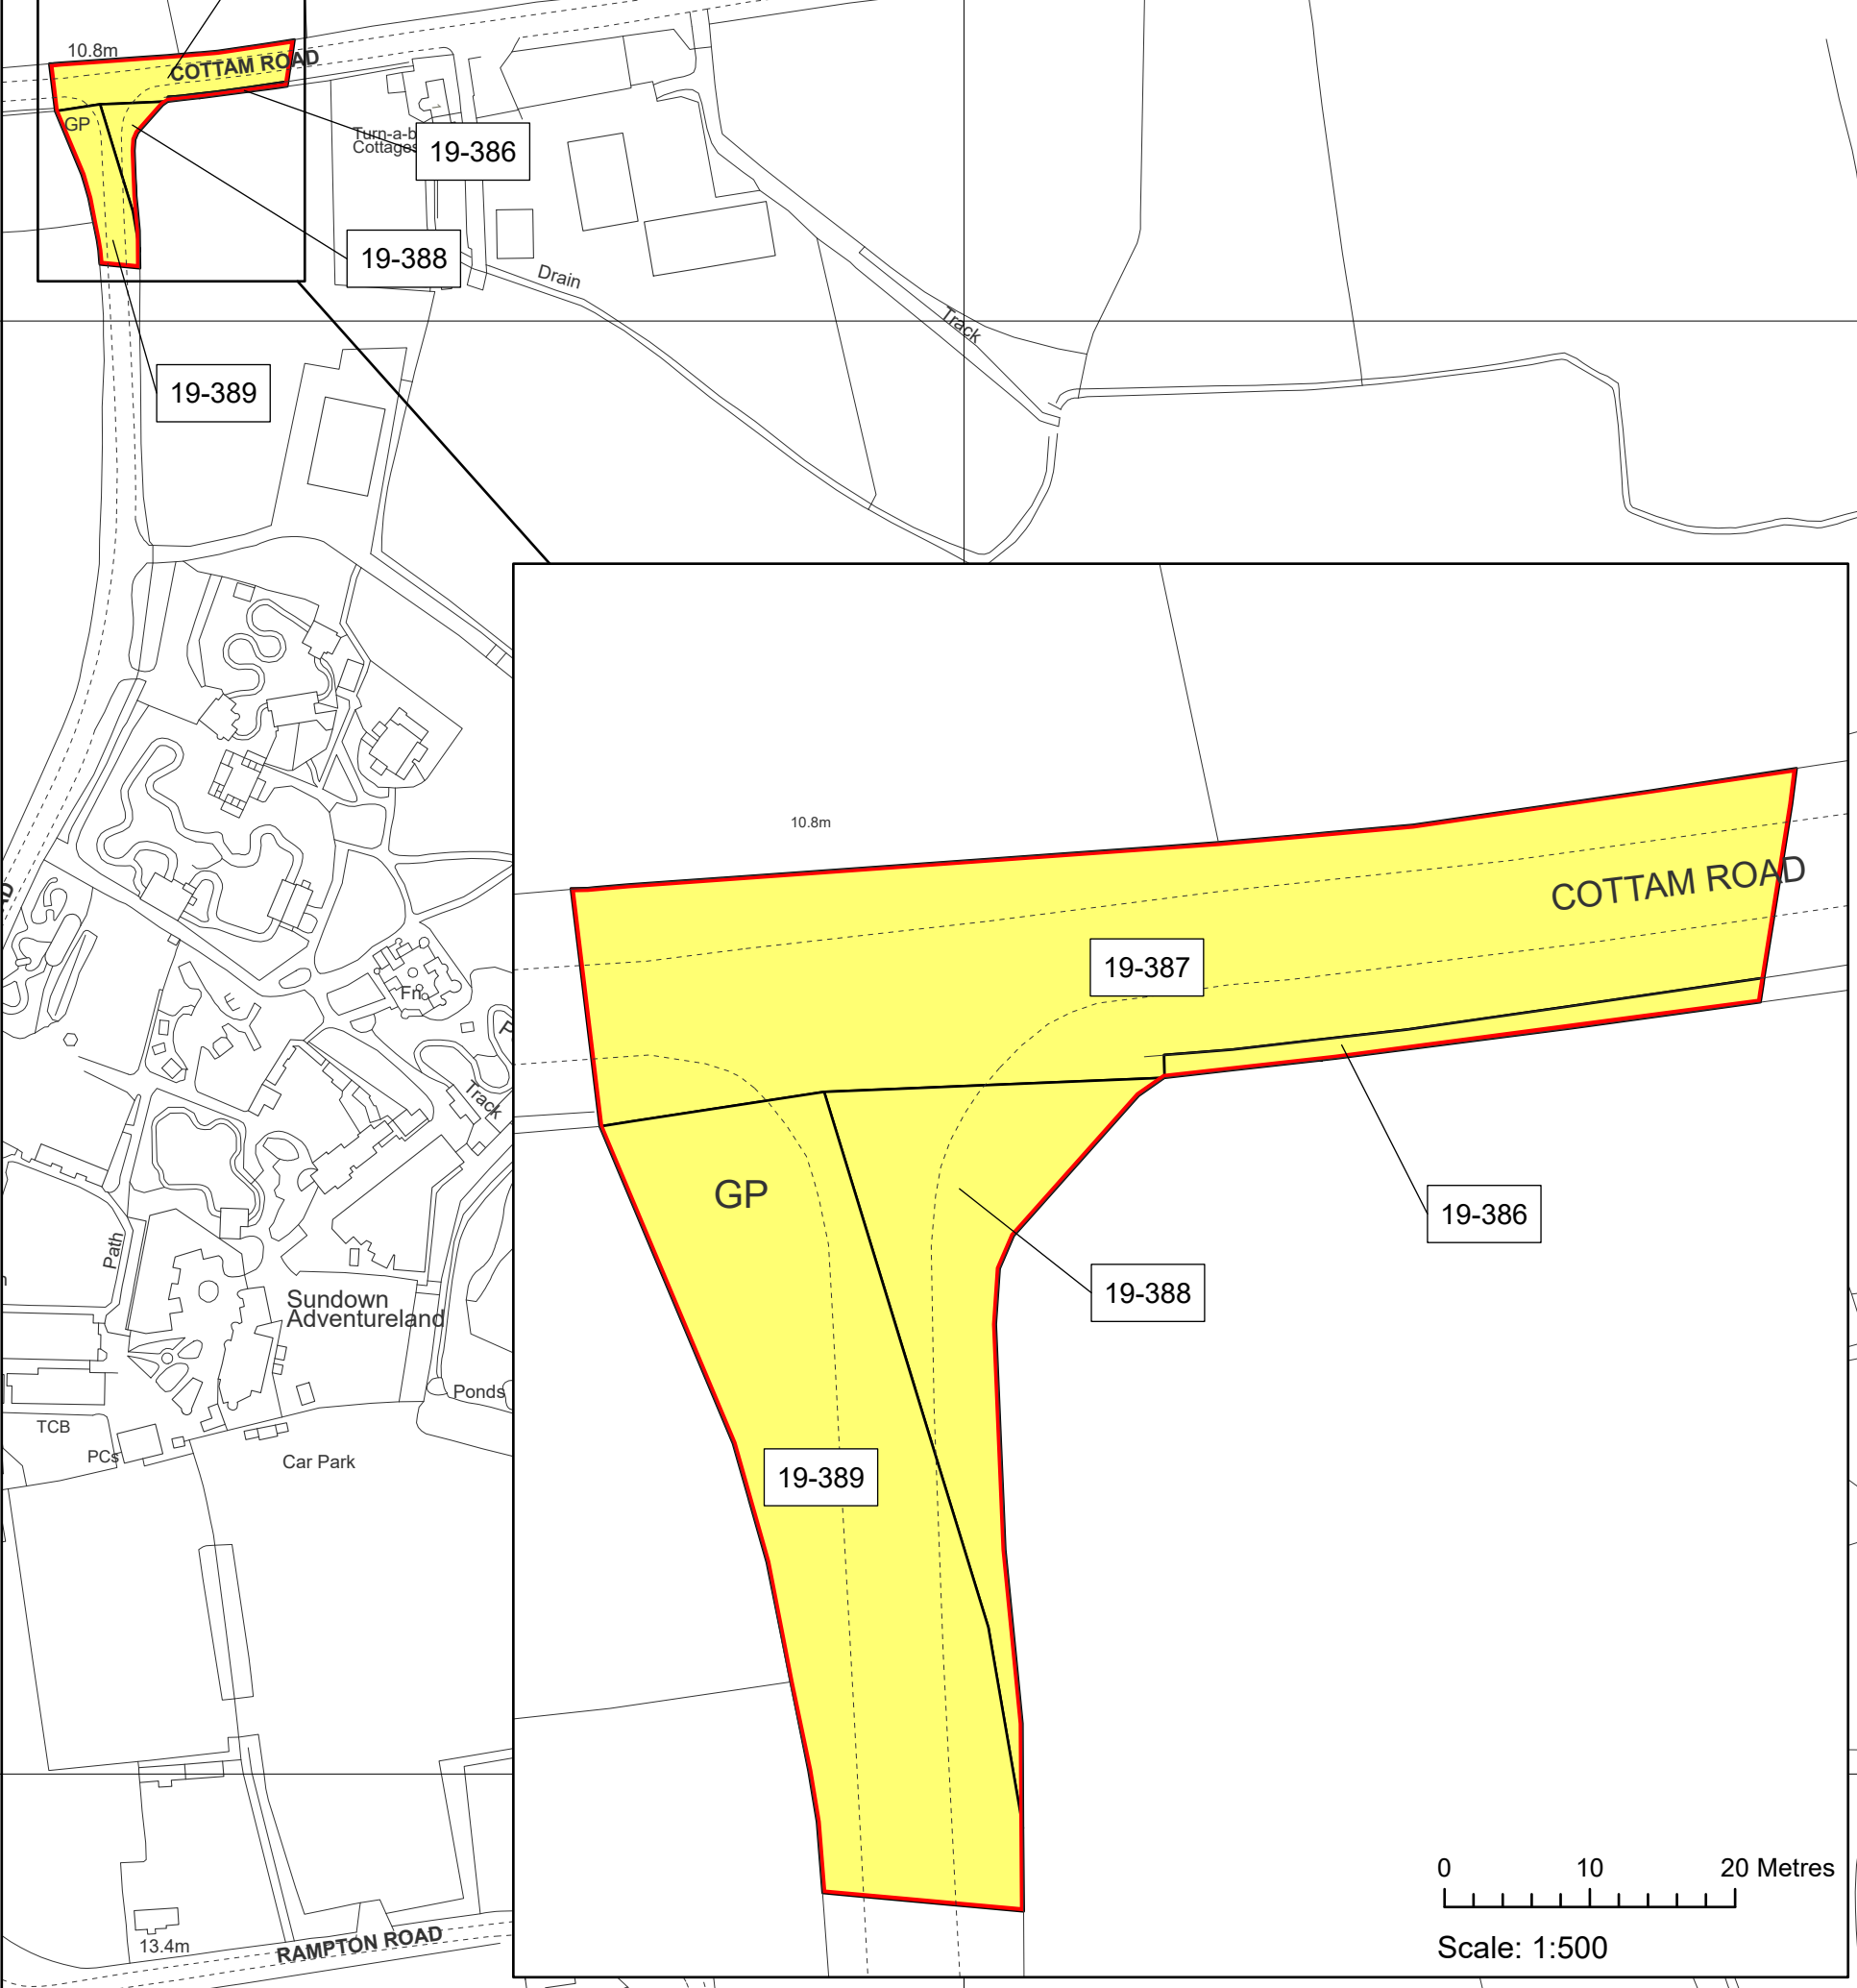 10.8m
COTTAM ROAD
GP
Turn-a-b
Cottages
19-386
19-388
Drain
Track
19-389
10.8m
COTTAM ROAD
19-387
Fn
Track
GP
19-386
19-388
Path
Sundown
Adventureland
Ponds
TCB
PCs
Car Park
19-389
0 10 20 Metres
Scale: 1:500
RAMPTON ROAD
13.4m